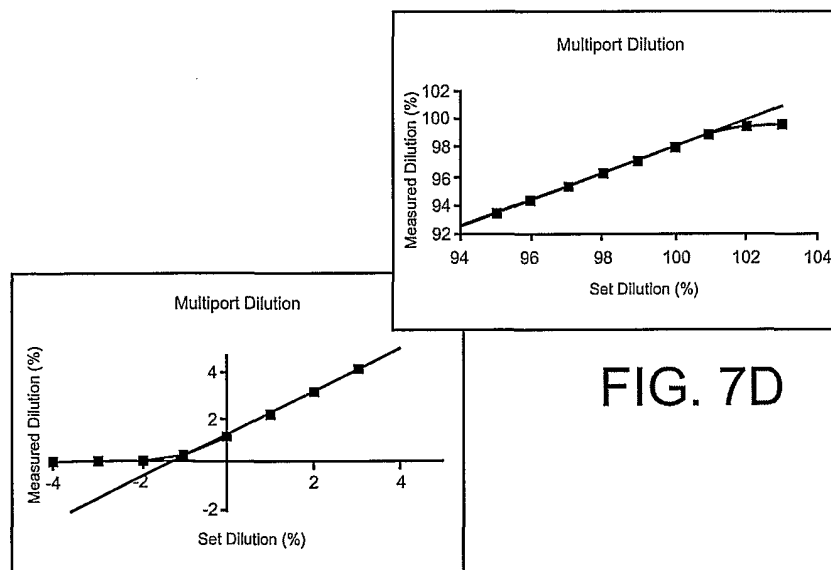 Multiport Dilution
Measured Dilution (%)
102
100
98
96
94
92
94 96 98 100 102 104
Set Dilution (%)
Multiport Dilution
Measured Dilution (%)
4
2
-2
-4 -2 2 4
Set Dilution (%)
FIG. 7D